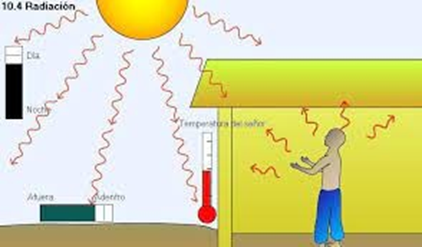 10.4 Radiación
Día
Noche
Temperatura del señor
Afuera Adentro